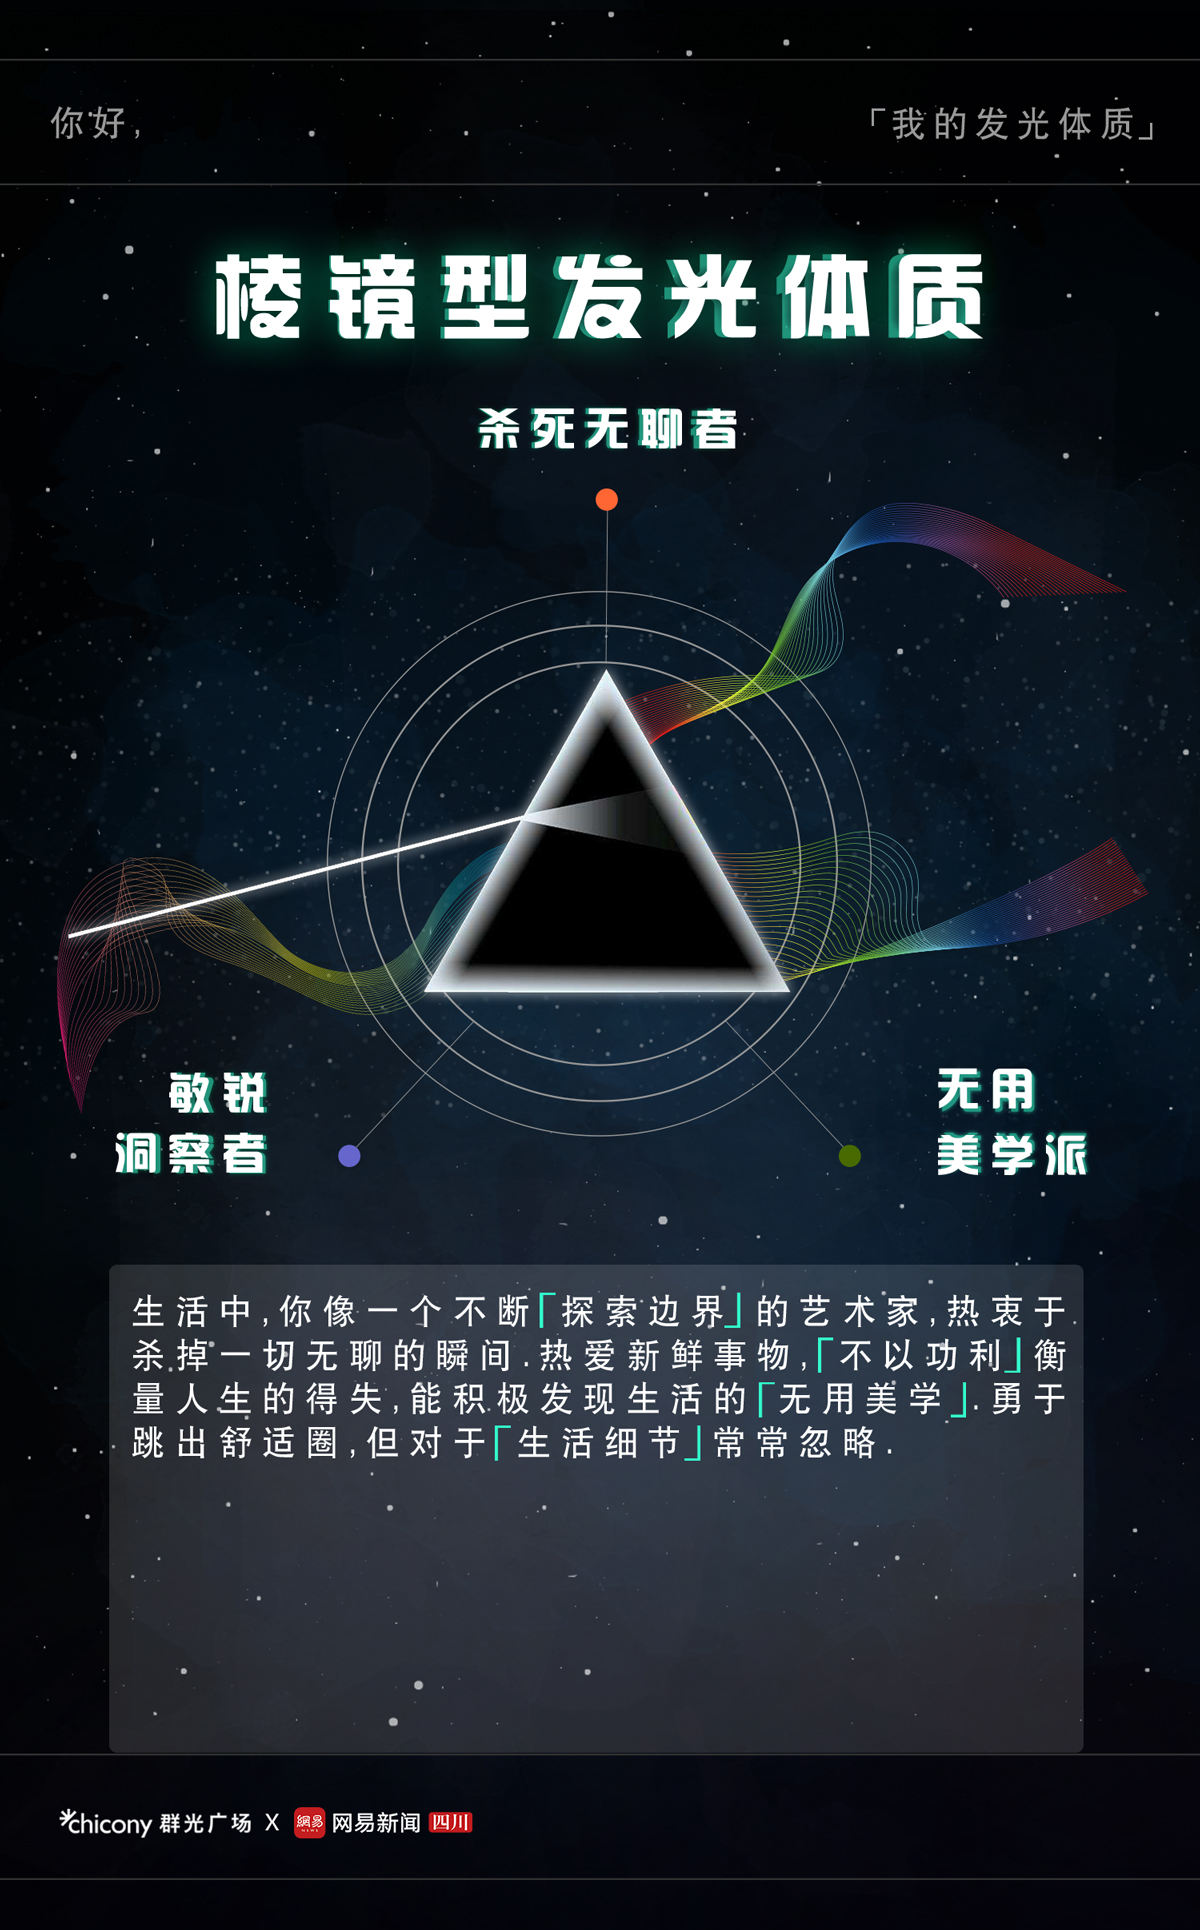 你好,
「我的发光体质」
棱镜型发光体质
杀死无聊者
敏锐
洞察者
无用
美学派
生活中,你像一个不断「探索边界」的艺术家,热衷于
杀掉一切无聊的瞬间.热爱新鲜事物,「不以功利」衡
量人生的得失,能积极发现生活的「无用美学」.勇于
跳出舒适圈,但对于「生活细节」常常忽略.
chicony 群光广场 X 網易 NEWS 网易新闻 四川